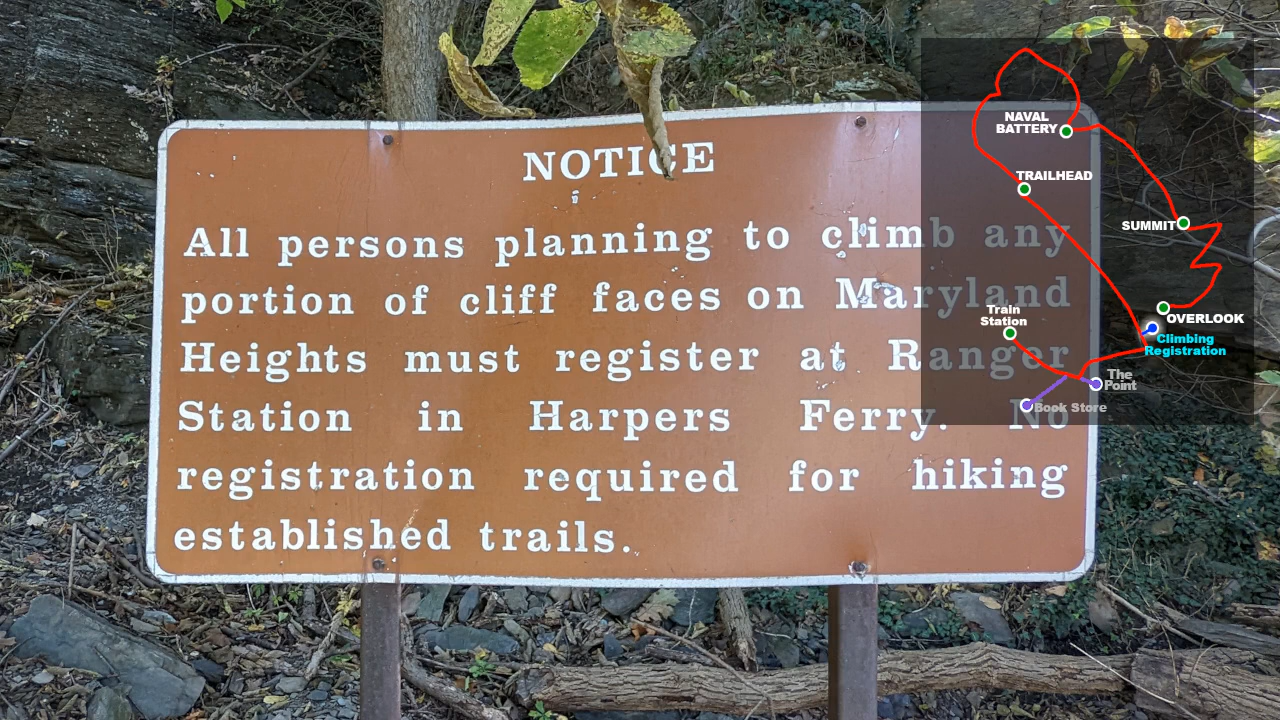 NOTICE
All persons planning to climb any
portion of cliff faces on Maryland
Heights must register at Ranger
Station in Harpers Ferry. No
registration required for hiking
established trails.
NAVAL
BATTERY
TRAILHEAD
SUMMIT
OVERLOOK
Train
Station
Climbing
Registration
The
Point
Book Store